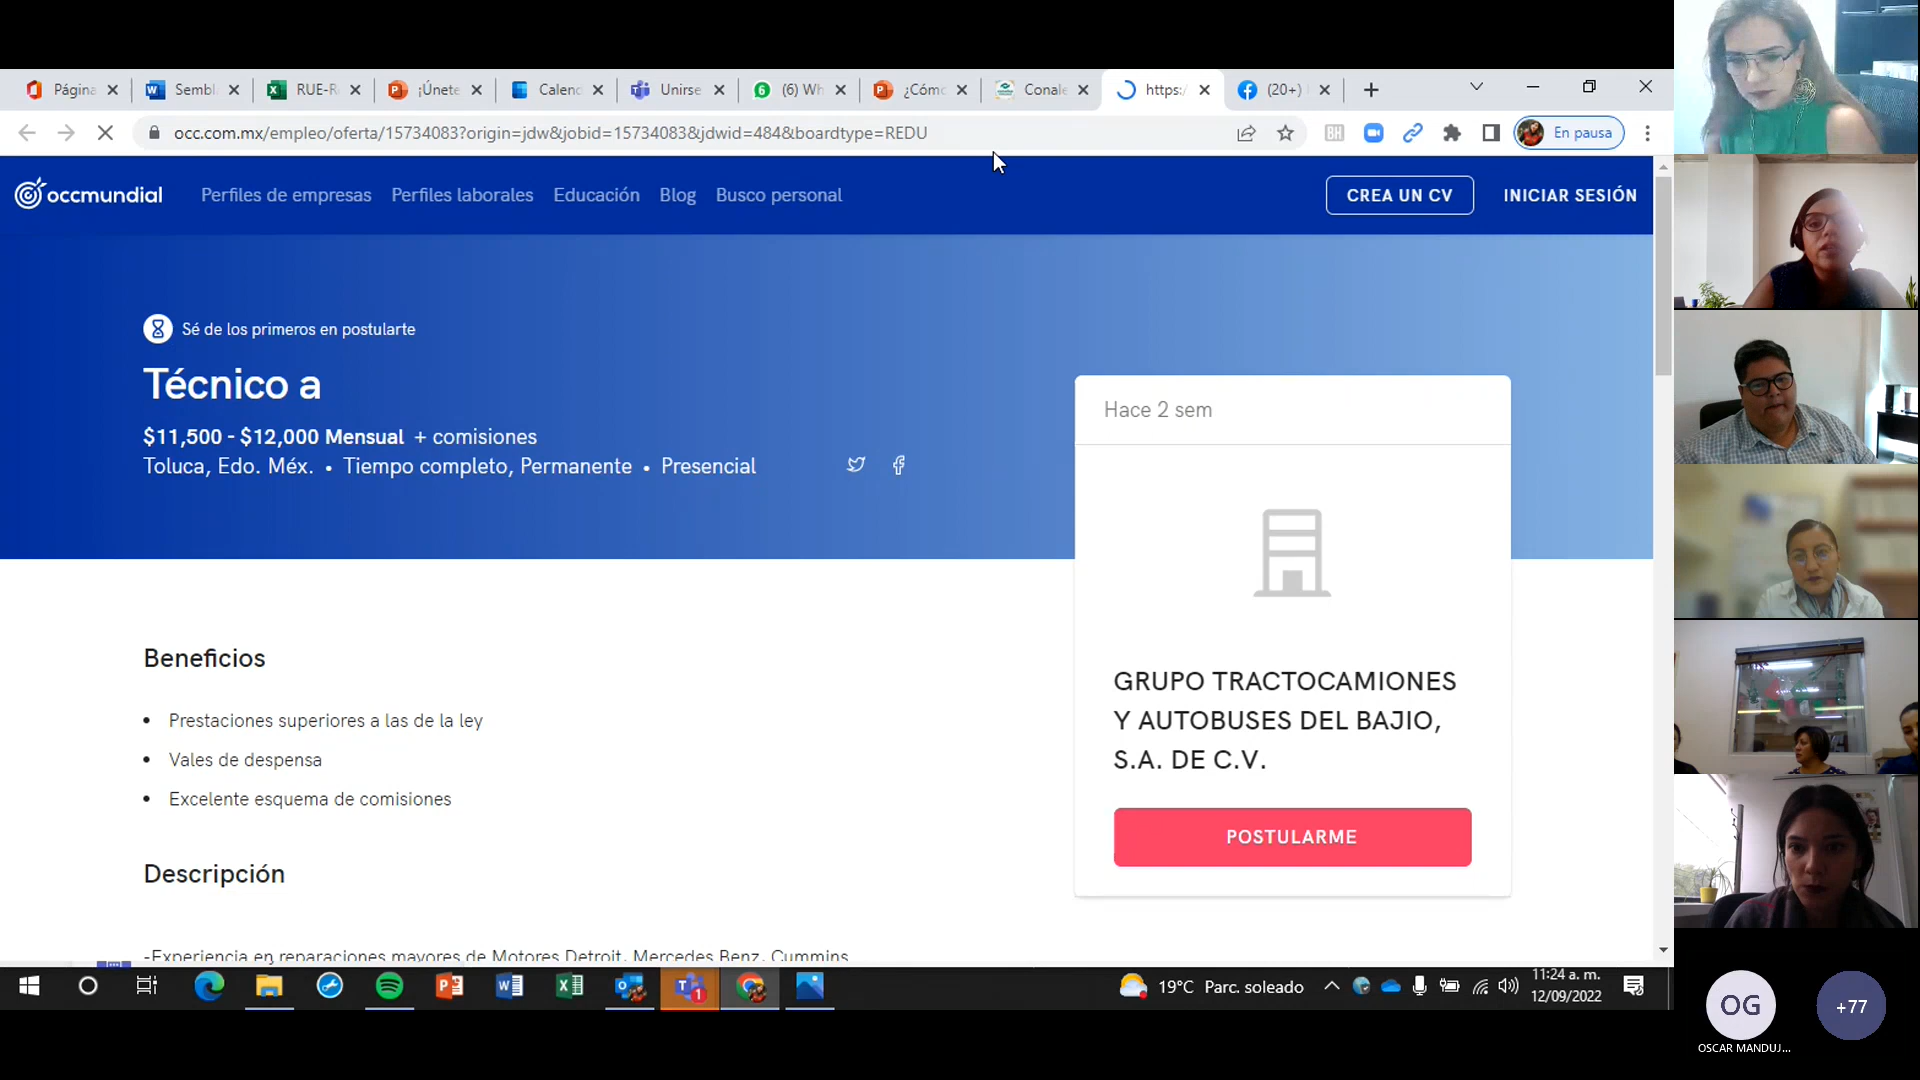 Página
Sembl
RUE-R
¡Únete
Calend
Unirse
(6) Wh
¿Cómo
Conale
https:/
(20+)
occ.com.mx/empleo/oferta/15734083?origin=jdw&jobid=15734083&jdwid=484&boardtype=REDU
En pausa
occmundial
Perfiles de empresas
Perfiles laborales
Educación
Blog
Busco personal
CREA UN CV
INICIAR SESIÓN
Sé de los primeros en postularte
Técnico a
$11,500 - $12,000 Mensual + comisiones
Toluca, Edo. Méx. • Tiempo completo, Permanente • Presencial
Hace 2 sem
GRUPO TRACTOCAMIONES
Y AUTOBUSES DEL BAJIO,
S.A. DE C.V.
POSTULARME
Beneficios
• Prestaciones superiores a las de la ley
• Vales de despensa
• Excelente esquema de comisiones
Descripción
-Experiencia en reparaciones mayores de Motores Detroit, Mercedes Benz, Cummins
19°C Parc. soleado
11:24 a. m.
12/09/2022
OG
OSCAR MANDUJ...
+77